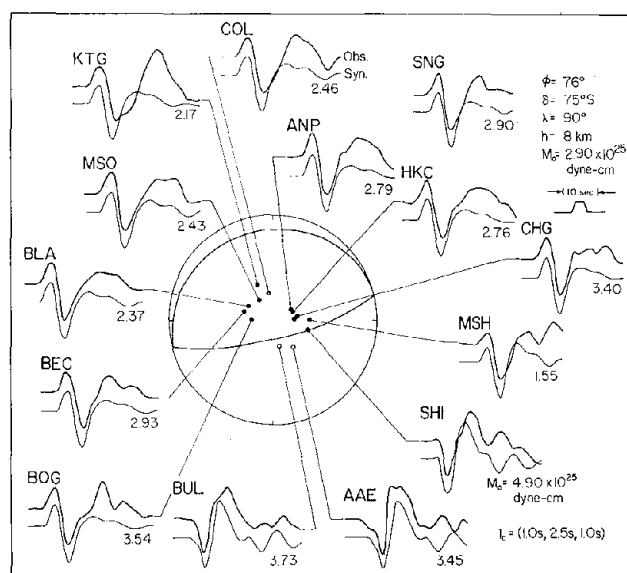 COL
KTG
Obs.
Syn.
2.46
2.17
SNG
2.90
ϕ= 76°
δ= 75°S
λ= 90°
h= 8 km
Mₒ= 2.90 x10²⁵
dyne-cm
10 sec
ANP
2.79
MSO
2.43
HKC
2.76
CHG
3.40
BLA
2.37
MSH
1.55
BEC
2.93
SHI
Mₒ= 4.90 x10²⁵
dyne-cm
BOG
3.54
BUL
3.73
AAE
3.45
= (1.0s, 2.5s, 1.0s)